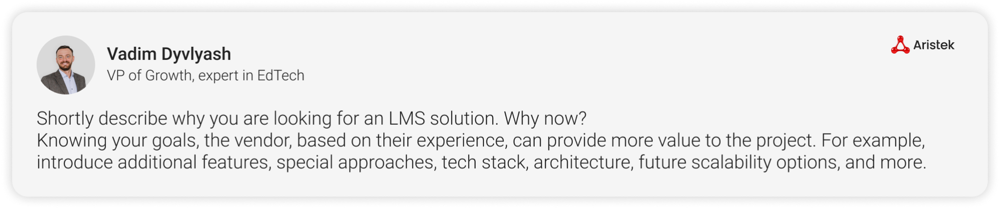 Vadim Dyvlyash
VP of Growth, expert in EdTech
Aristek
Shortly describe why you are looking for an LMS solution. Why now?
Knowing your goals, the vendor, based on their experience, can provide more value to the project. For example,
introduce additional features, special approaches, tech stack, architecture, future scalability options, and more.